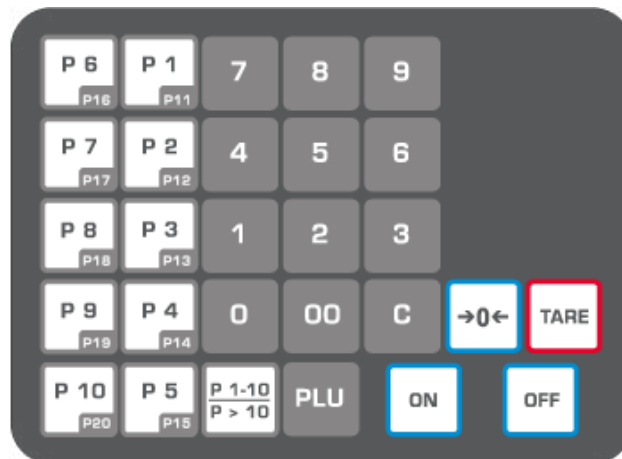 P 6 P 1 7 8 9
P16 P11
P 7 P 2 4 5 6
P17 P12
P 8 P 3 1 2 3
P18 P13
P 9 P 4 0 00 C →0← TARE
P19 P14
P 10 P 5 P 1-10 PLU ON OFF
P > 10
P20 P15